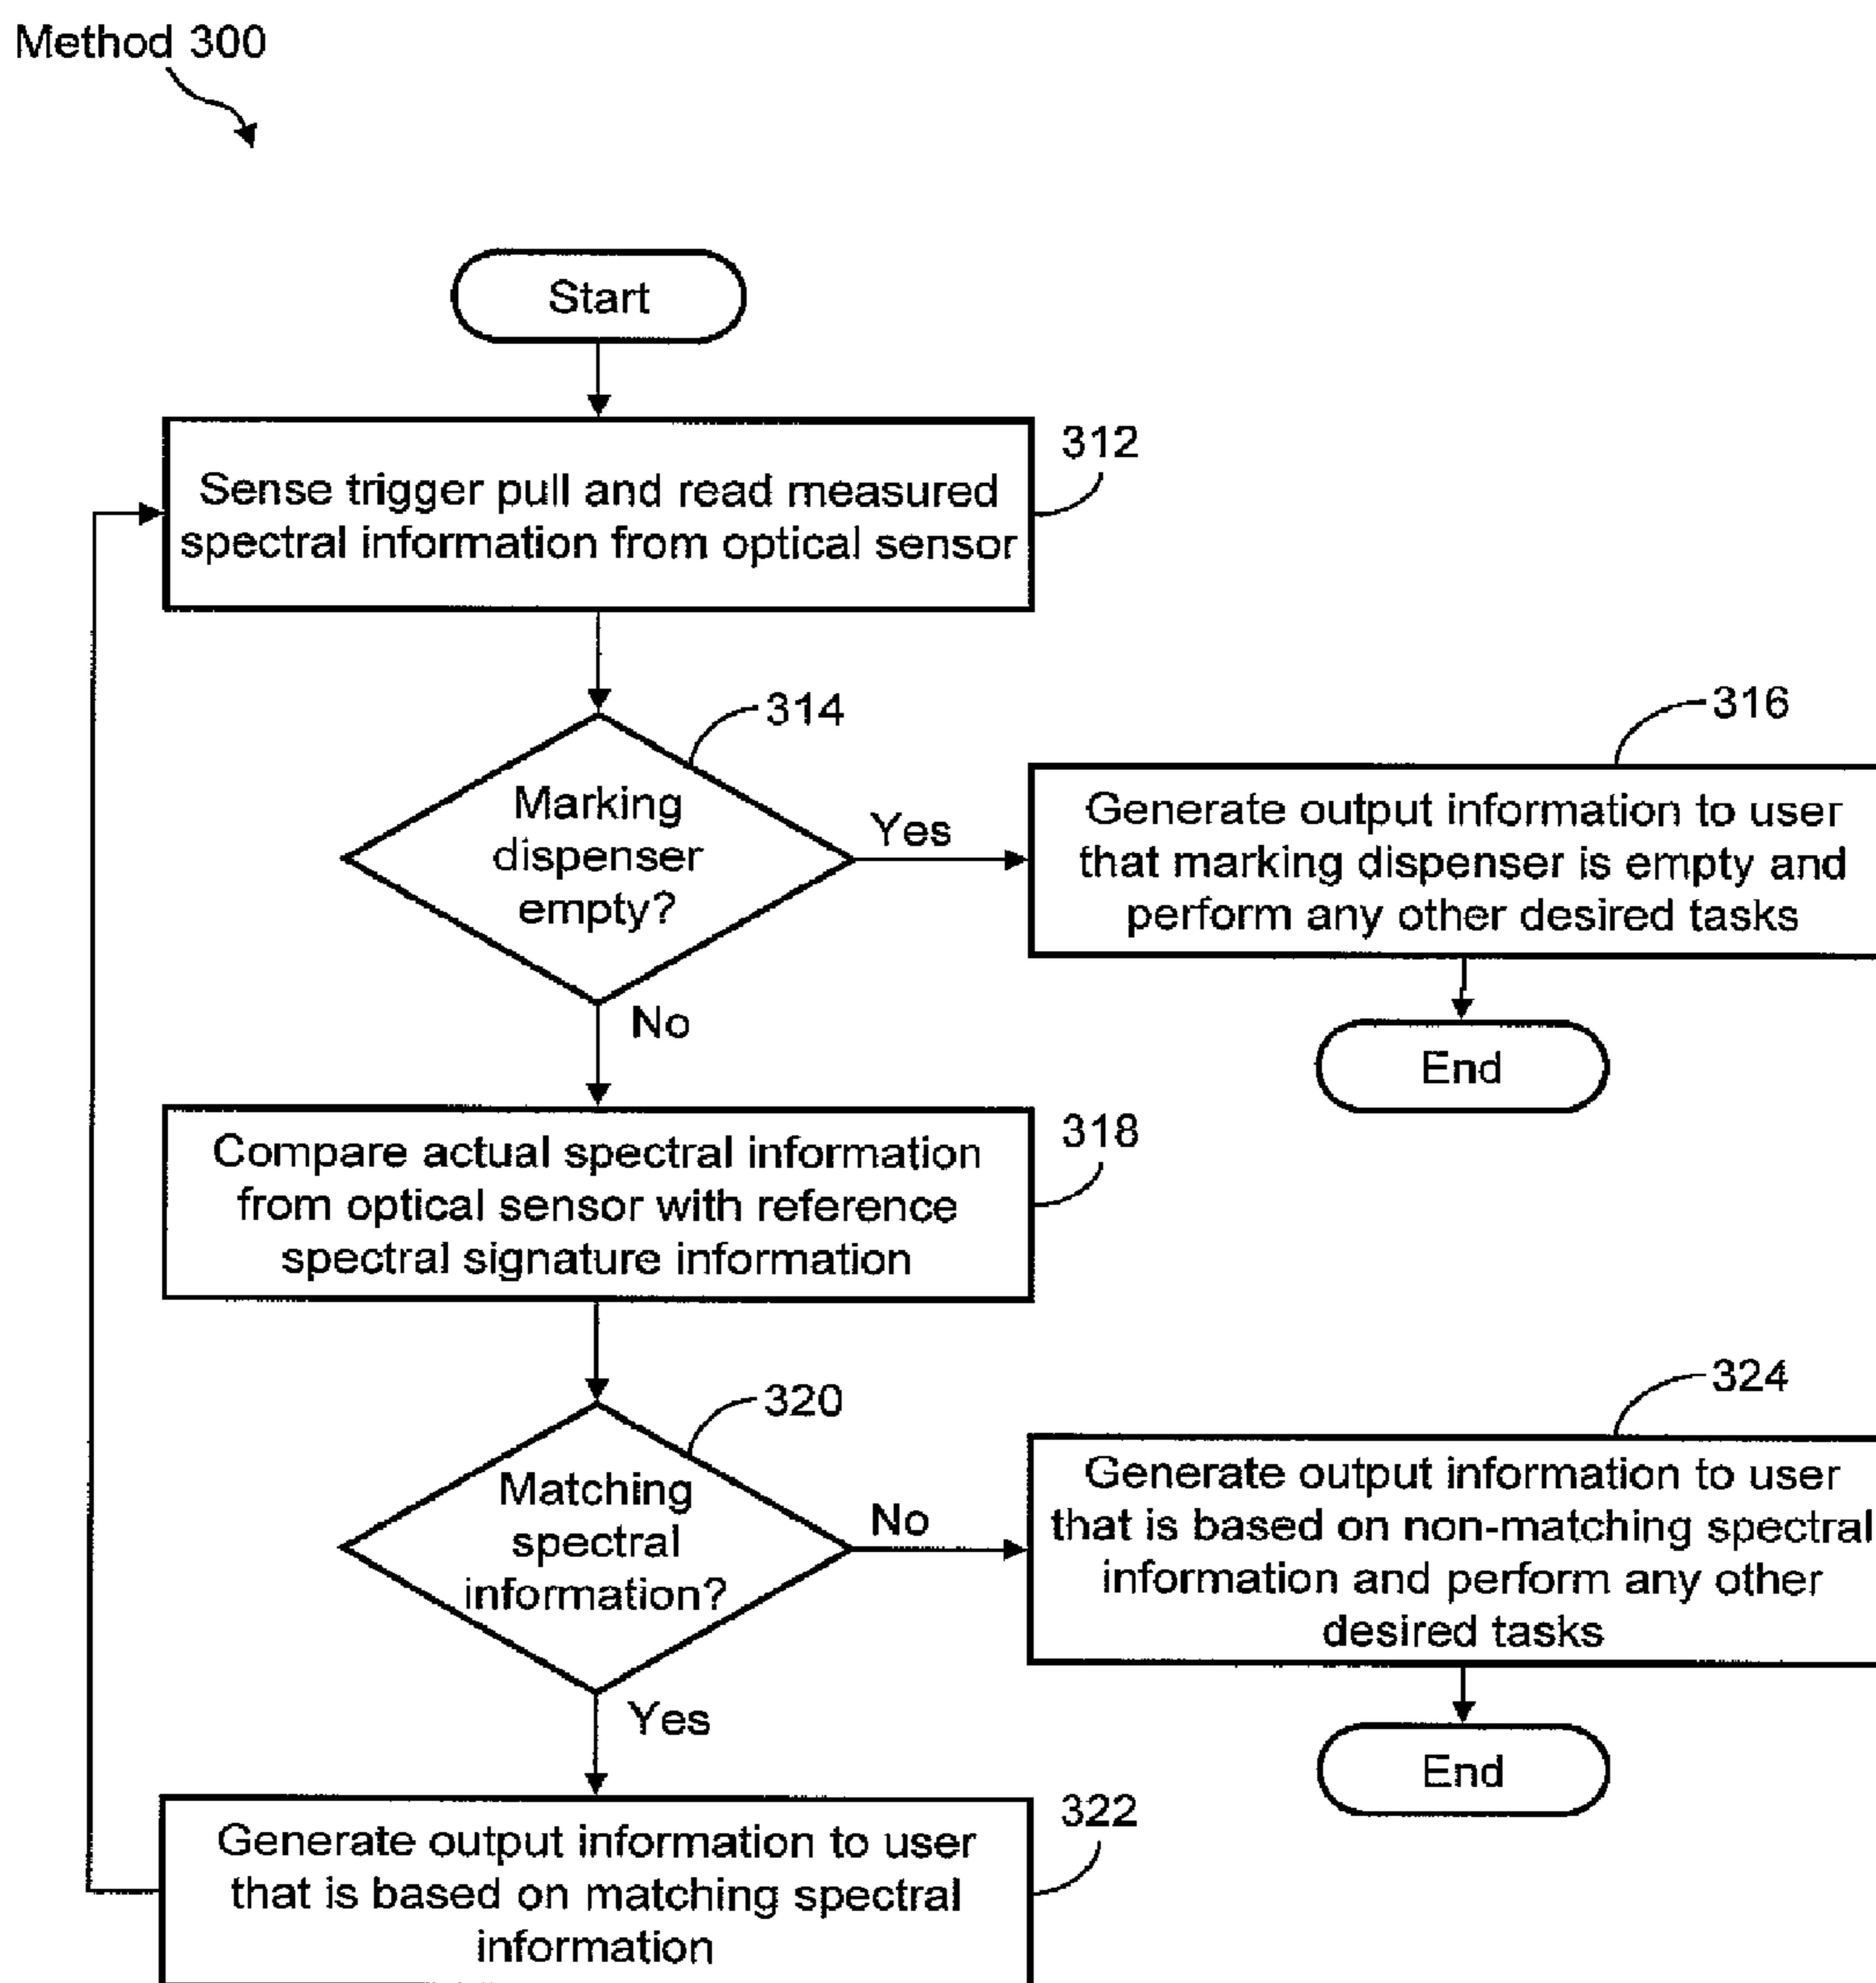 Method 300
Start
312
Sense trigger pull and read measured
spectral information from optical sensor
314
Marking
dispenser
empty?
Yes
316
Generate output information to user
that marking dispenser is empty and
perform any other desired tasks
No
End
318
Compare actual spectral information
from optical sensor with reference
spectral signature information
320
Matching
spectral
information?
No
324
Generate output information to user
that is based on non-matching spectral
information and perform any other
desired tasks
Yes
End
322
Generate output information to user
that is based on matching spectral
information